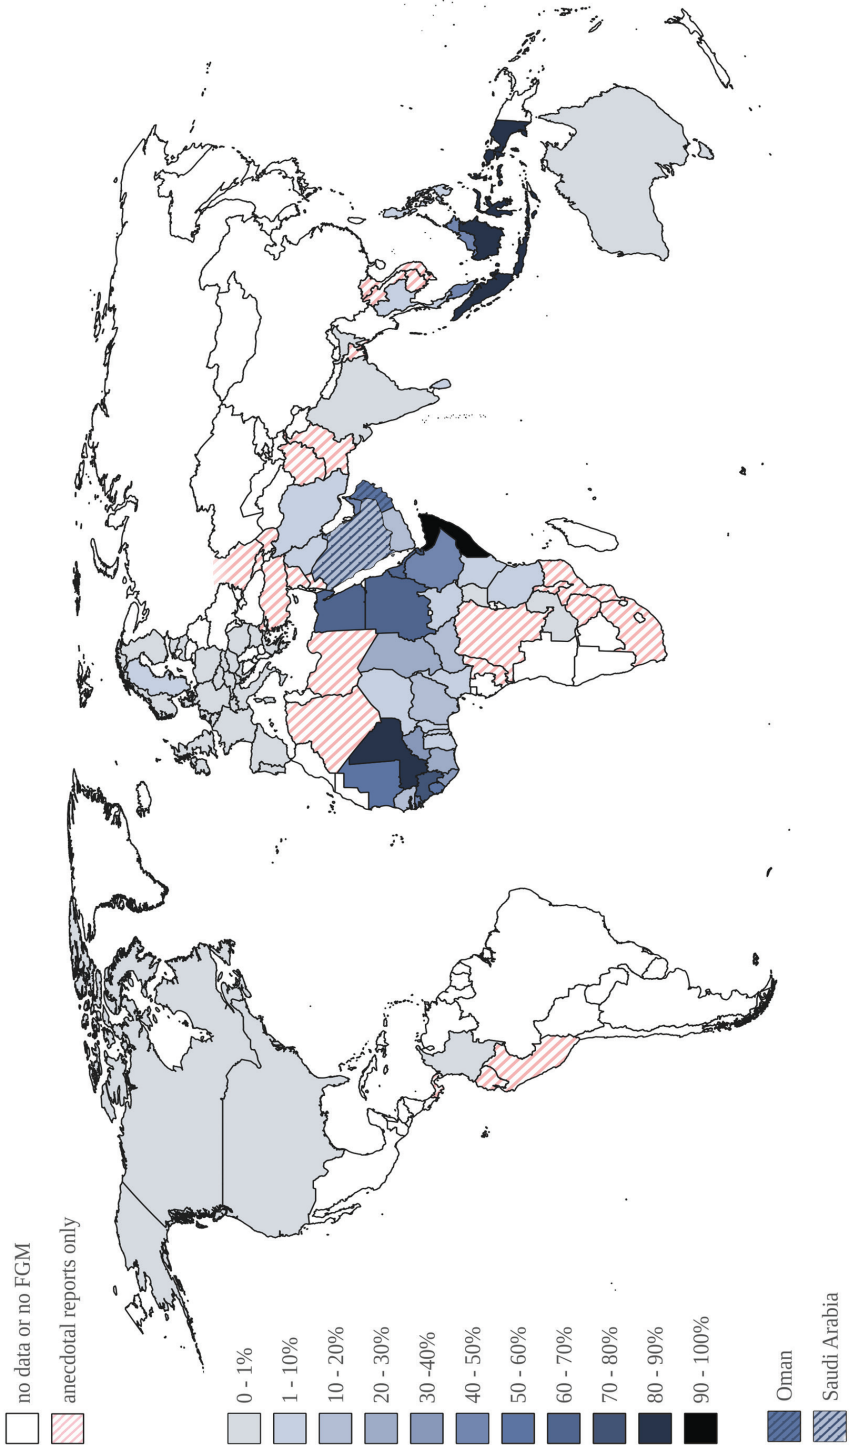 no data or no FGM
anecdotal reports only
0 - 1%
1 - 10%
10 - 20%
20 - 30%
30 -40%
40 - 50%
50 - 60%
60 - 70%
70 - 80%
80 - 90%
90 - 100%
Oman
Saudi Arabia